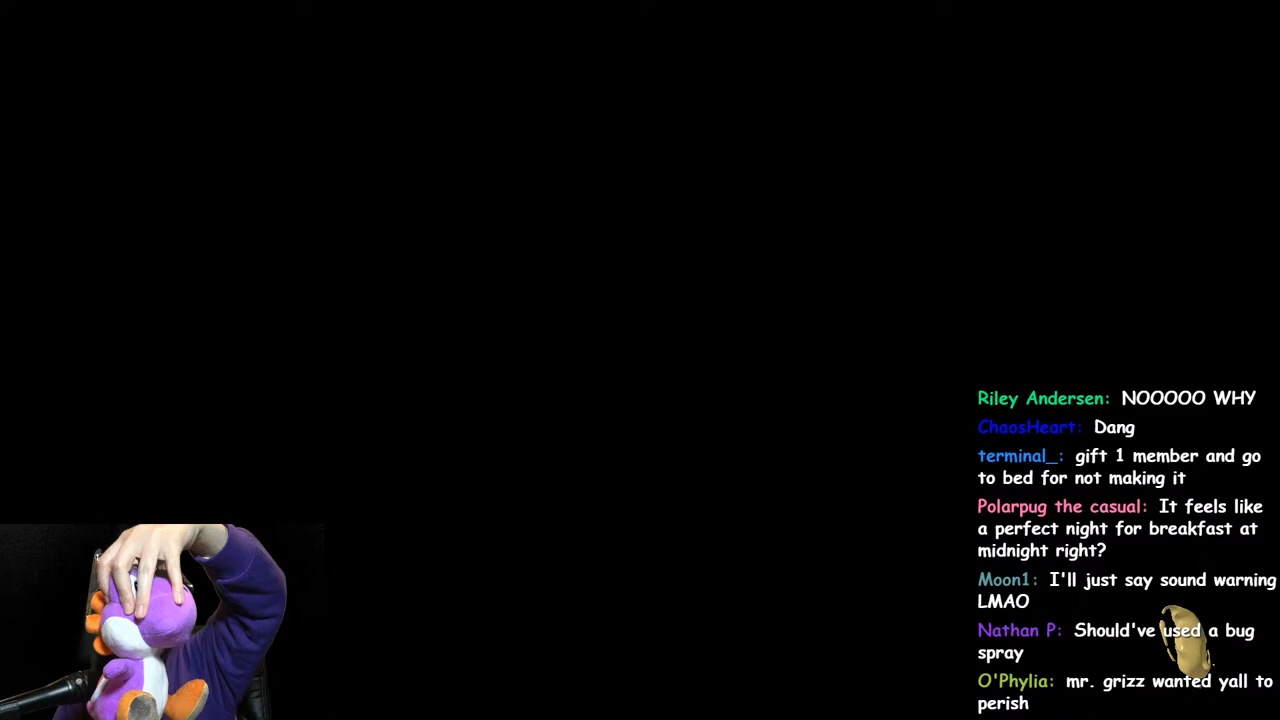 Riley Andersen: NOOOOO WHY
ChaosHeart: Dang
terminal_: gift 1 member and go
to bed for not making it
Polarpug the casual: It feels like
a perfect night for breakfast at
midnight right?
Moon1: I'll just say sound warning
LMAO
Nathan P: Should've used a bug
spray
O'Phylia: mr. grizz wanted yall to
perish